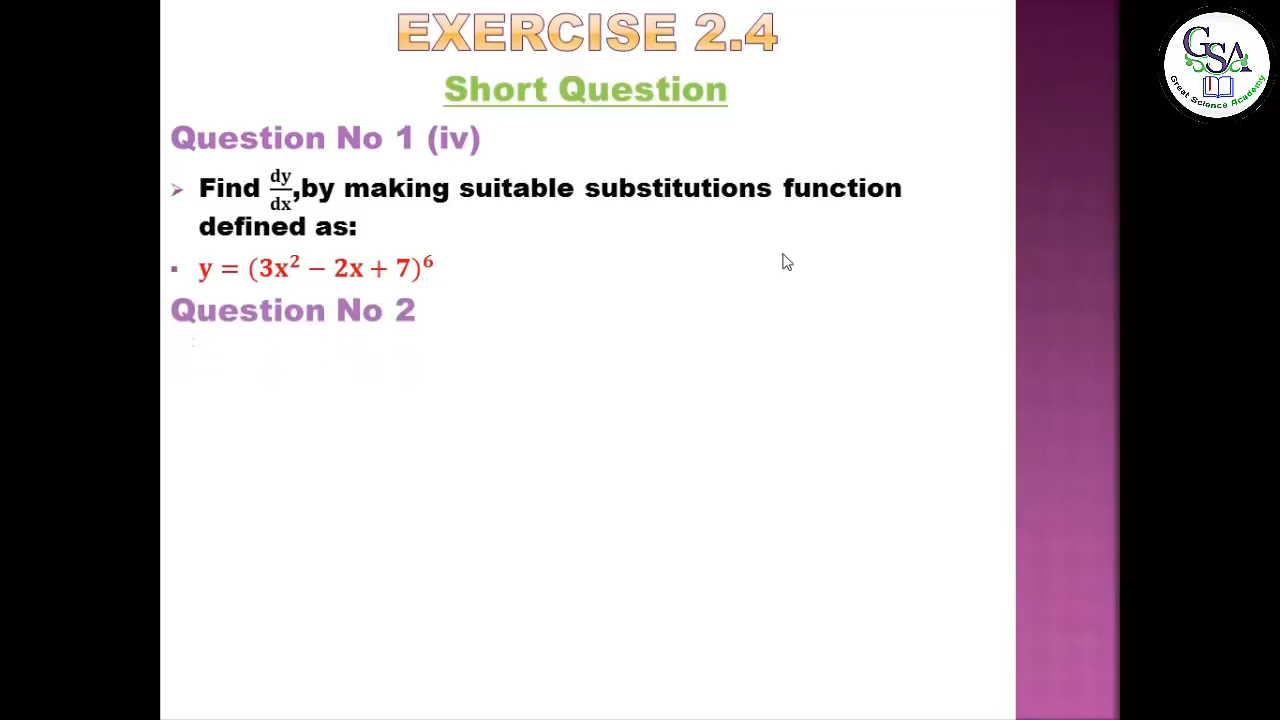 EXERCISE 2.4
GSA
Great Science Academy
Short Question
Question No 1 (iv)
➢ Find dy/dx,by making suitable substitutions function
defined as:
▪ y = (3x² − 2x + 7)⁶
Question No 2